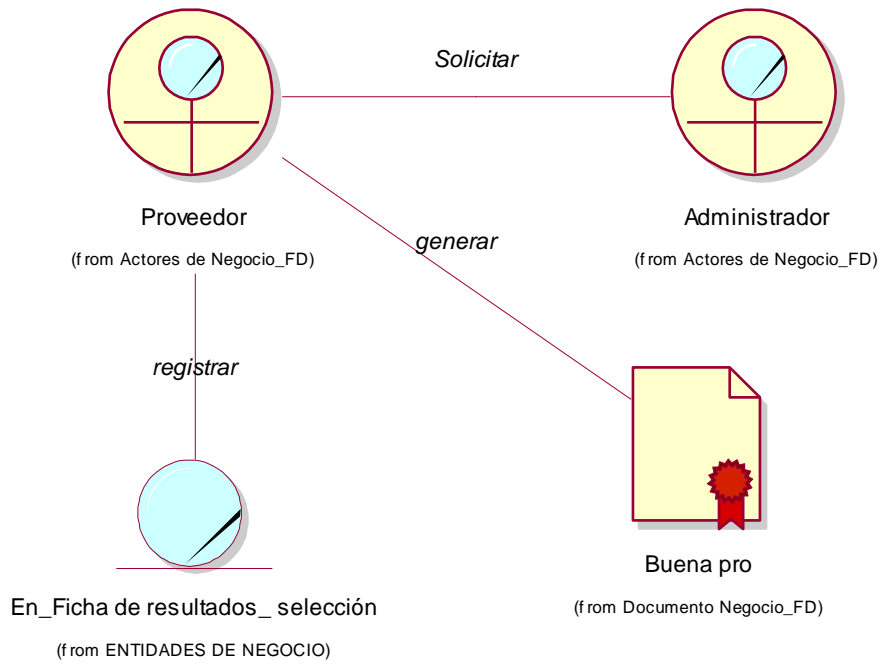 Solicitar
Proveedor
(from Actores de Negocio_FD)
Administrador
(from Actores de Negocio_FD)
generar
registrar
Buena pro
(from Documento Negocio_FD)
En_Ficha de resultados_ selección
(from ENTIDADES DE NEGOCIO)